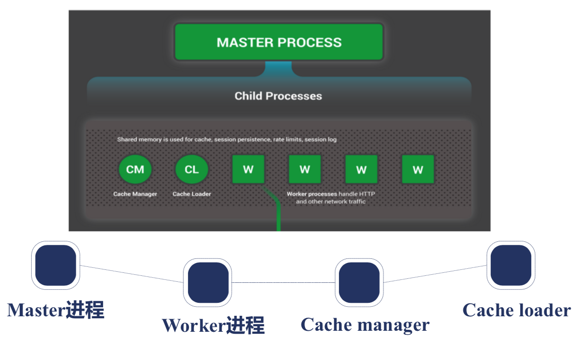 MASTER PROCESS
Child Processes
Shared memory is used for cache, session persistence, rate limits, session log
CM
CL
W
W
W
W
Cache Manager
Cache Loader
Worker processes handle HTTP
and other network traffic
Master进程
Worker进程
Cache manager
Cache loader